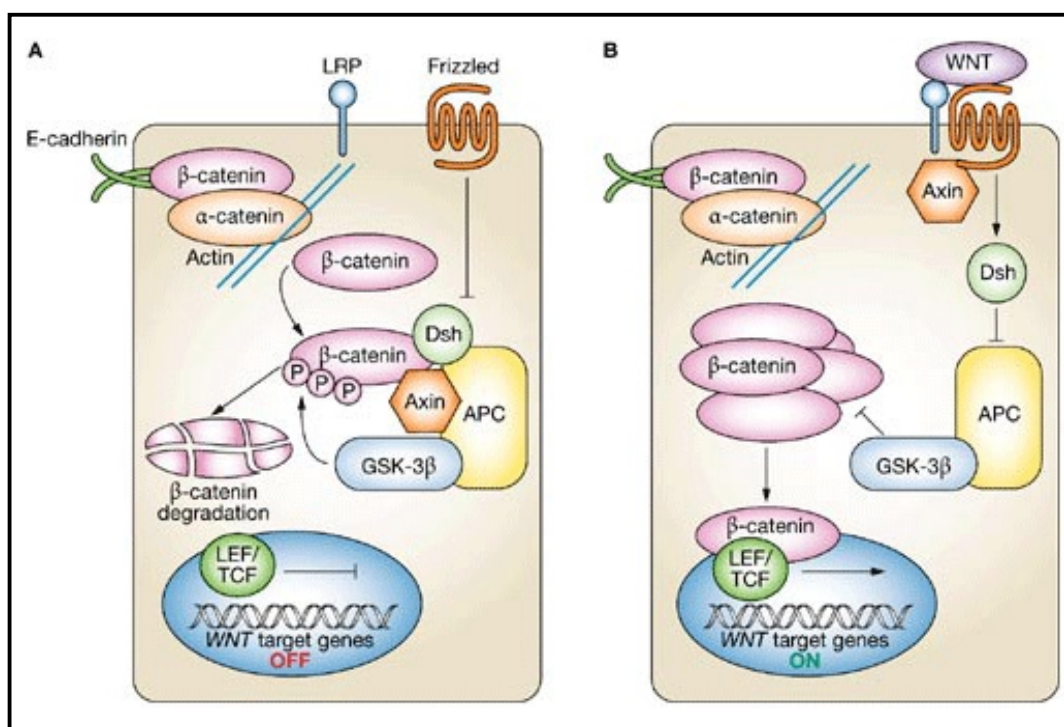 A
LRP
Frizzled
E-cadherin
β-catenin
α-catenin
Actin
β-catenin
Dsh
β-catenin
P
P
P
Axin
APC
GSK-3β
β-catenin
degradation
LEF/
TCF
WNT target genes
OFF
B
WNT
β-catenin
Axin
α-catenin
Actin
Dsh
β-catenin
APC
GSK-3β
β-catenin
LEF/
TCF
WNT target genes
ON